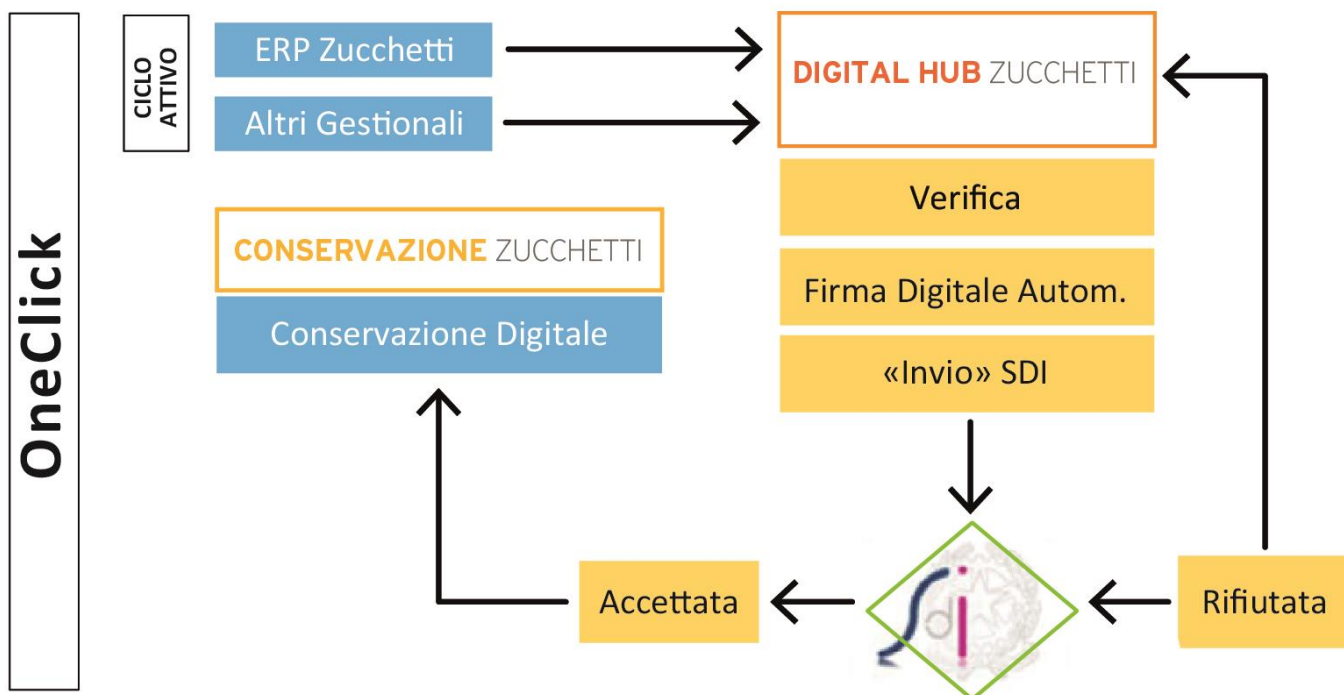 OneClick
CICLO
ATTIVO
ERP Zucchetti
Altri Gestionali
DIGITAL HUB ZUCCHETTI
Verifica
Firma Digitale Autom.
«Invio» SDI
CONSERVAZIONE ZUCCHETTI
Conservazione Digitale
Accettata
Sdi
Rifiutata